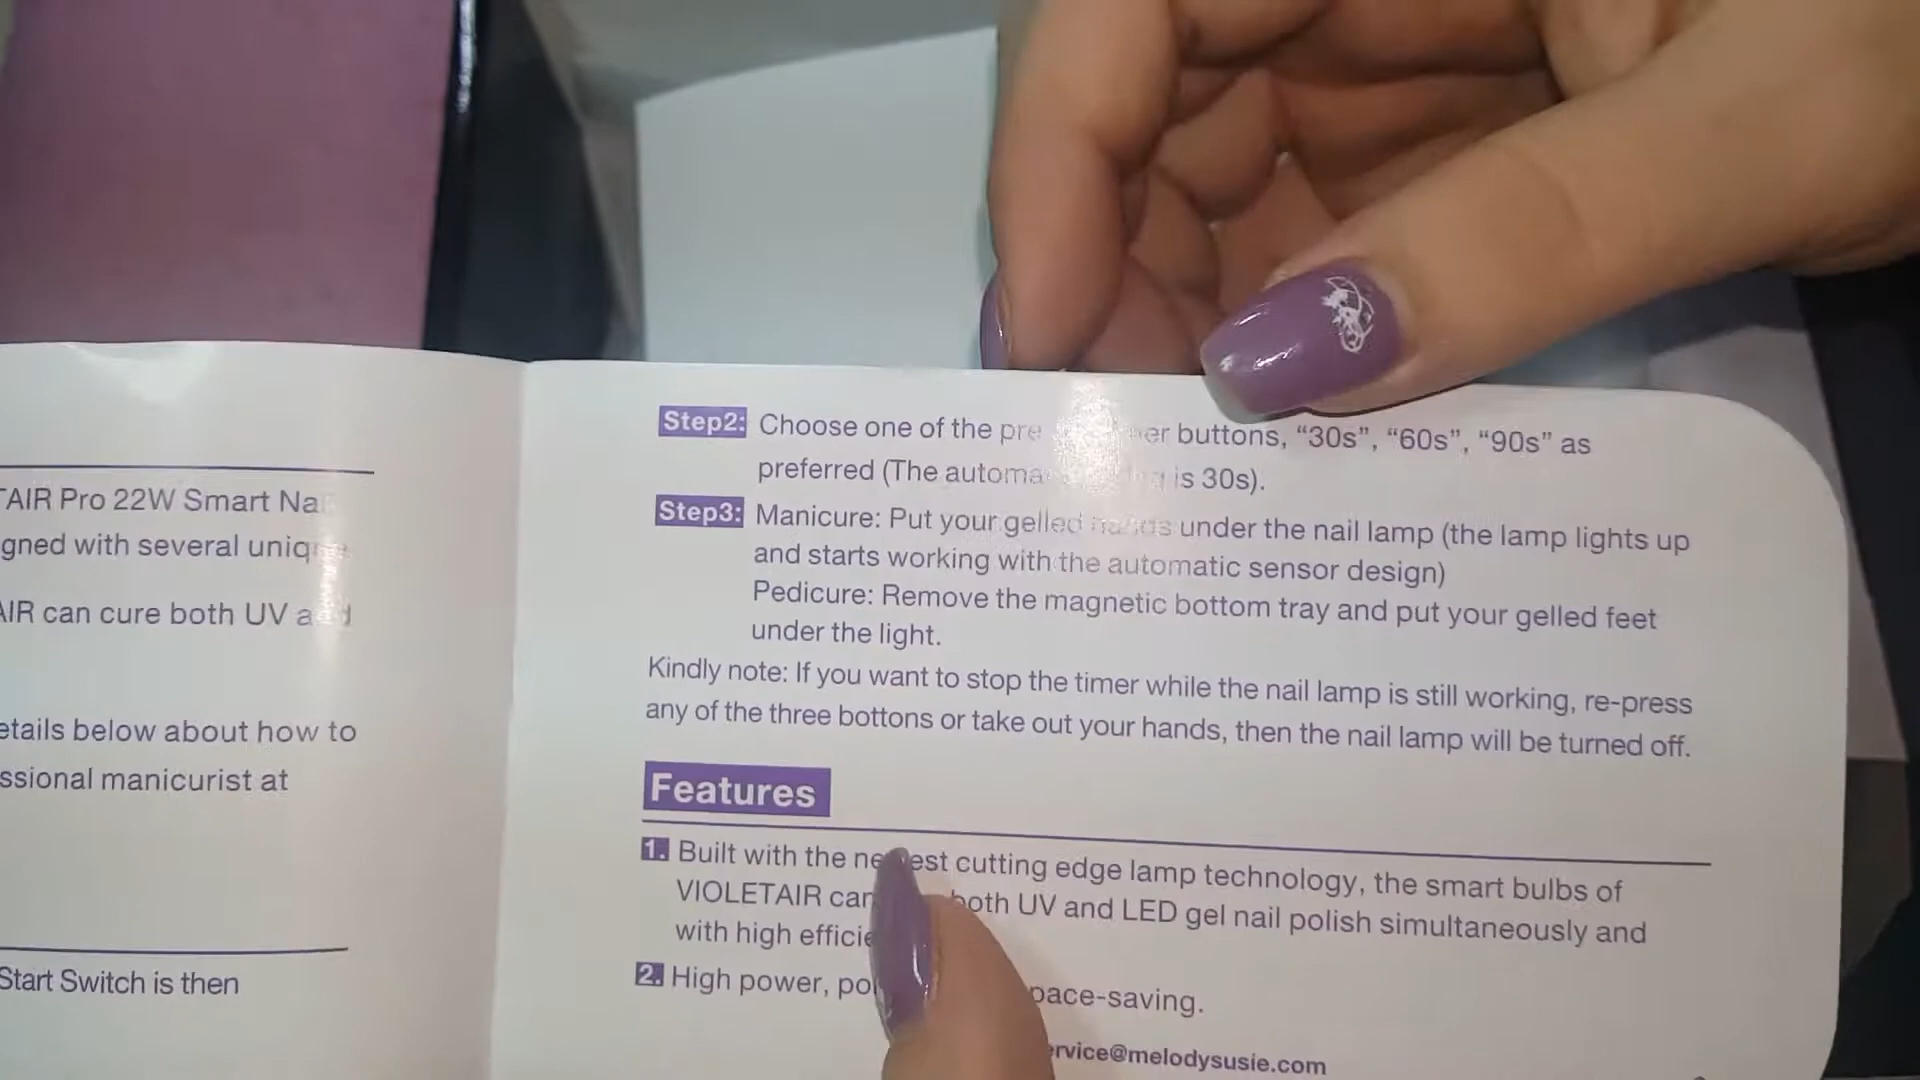 TAIR Pro 22W Smart Na
gned with several uniq
AIR can cure both UV a
etails below about how to
ssional manicurist at
Start Switch is then
Step2: Choose one of the pre er buttons, “30s”, “60s”, “90s” as
preferred (The automa is 30s).
Step3: Manicure: Put your gelled hands under the nail lamp (the lamp lights up
and starts working with the automatic sensor design)
Pedicure: Remove the magnetic bottom tray and put your gelled feet
under the light.
Kindly note: If you want to stop the timer while the nail lamp is still working, re-press
any of the three bottons or take out your hands, then the nail lamp will be turned off.
Features
1. Built with the newest cutting edge lamp technology, the smart bulbs of
VIOLETAIR can both UV and LED gel nail polish simultaneously and
with high efficie
2. High power, po pace-saving.
ervice@melodysusie.com